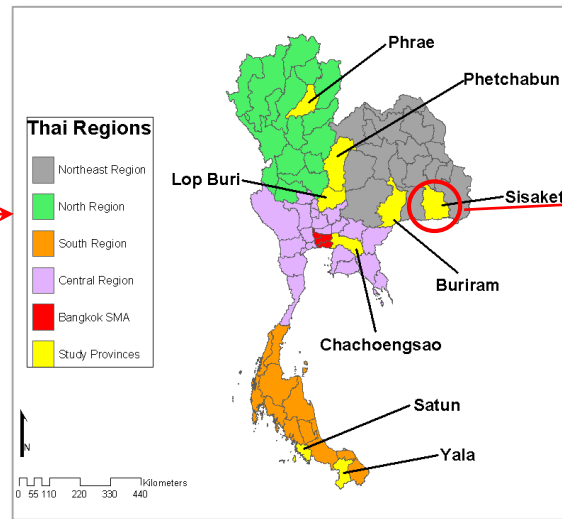 Phrae
Phetchabun
Thai Regions
Northeast Region
North Region
South Region
Central Region
Bangkok SMA
Study Provinces
Lop Buri
Sisaket
Buriram
Chachoengsao
Satun
Yala
N
Kilometers
0 55 110 220 330 440